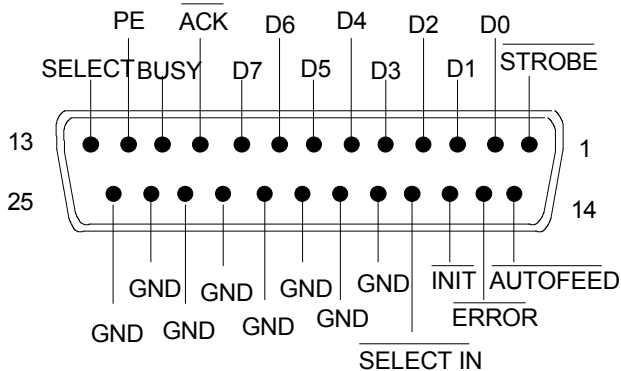 PE ACK D6 D4 D2 D0
SELECT BUSY D7 D5 D3 D1 STROBE
13 1
25 14
GND GND GND GND INIT AUTOFEED
GND GND GND GND ERROR
SELECT IN